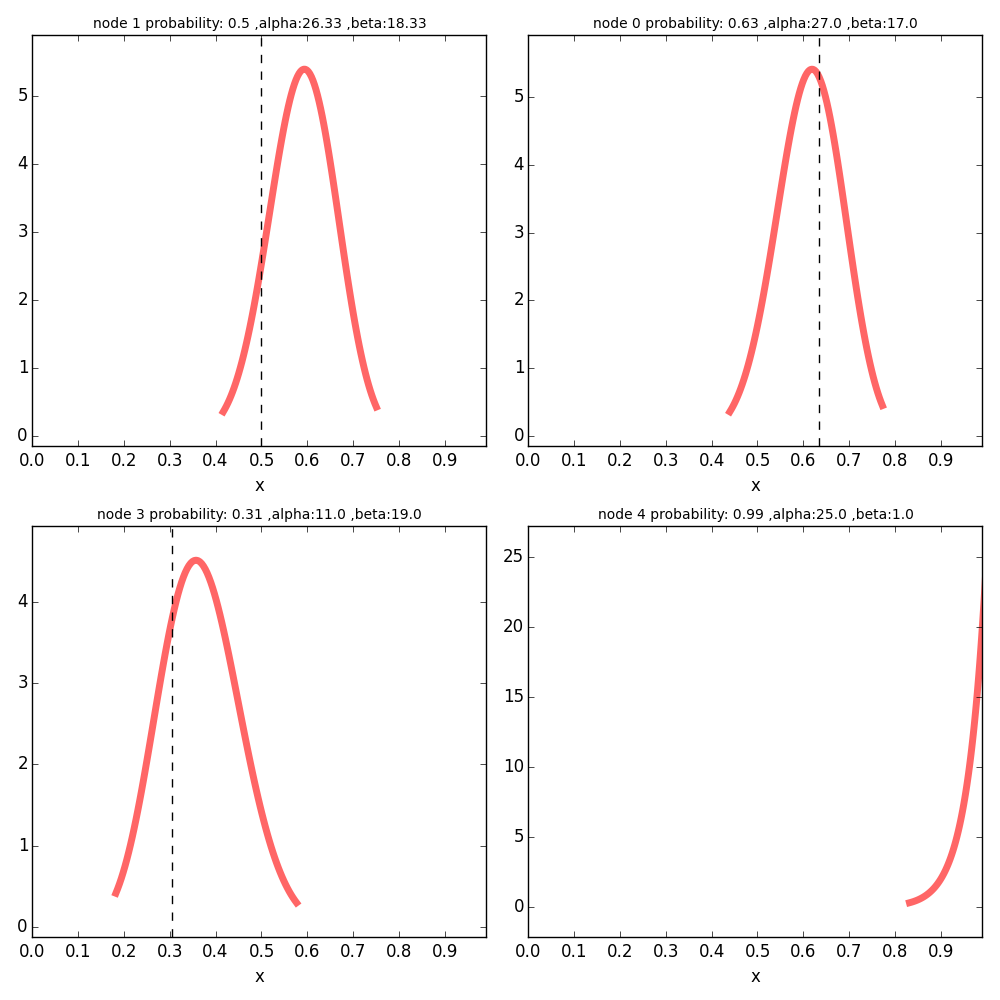 node 1 probability: 0.5 ,alpha:26.33 ,beta:18.33
5
4
3
2
1
0
0.0 0.1 0.2 0.3 0.4 0.5 0.6 0.7 0.8 0.9
x
node 0 probability: 0.63 ,alpha:27.0 ,beta:17.0
5
4
3
2
1
0
0.0 0.1 0.2 0.3 0.4 0.5 0.6 0.7 0.8 0.9
x
node 3 probability: 0.31 ,alpha:11.0 ,beta:19.0
4
3
2
1
0
0.0 0.1 0.2 0.3 0.4 0.5 0.6 0.7 0.8 0.9
x
node 4 probability: 0.99 ,alpha:25.0 ,beta:1.0
25
20
15
10
5
0
0.0 0.1 0.2 0.3 0.4 0.5 0.6 0.7 0.8 0.9
x